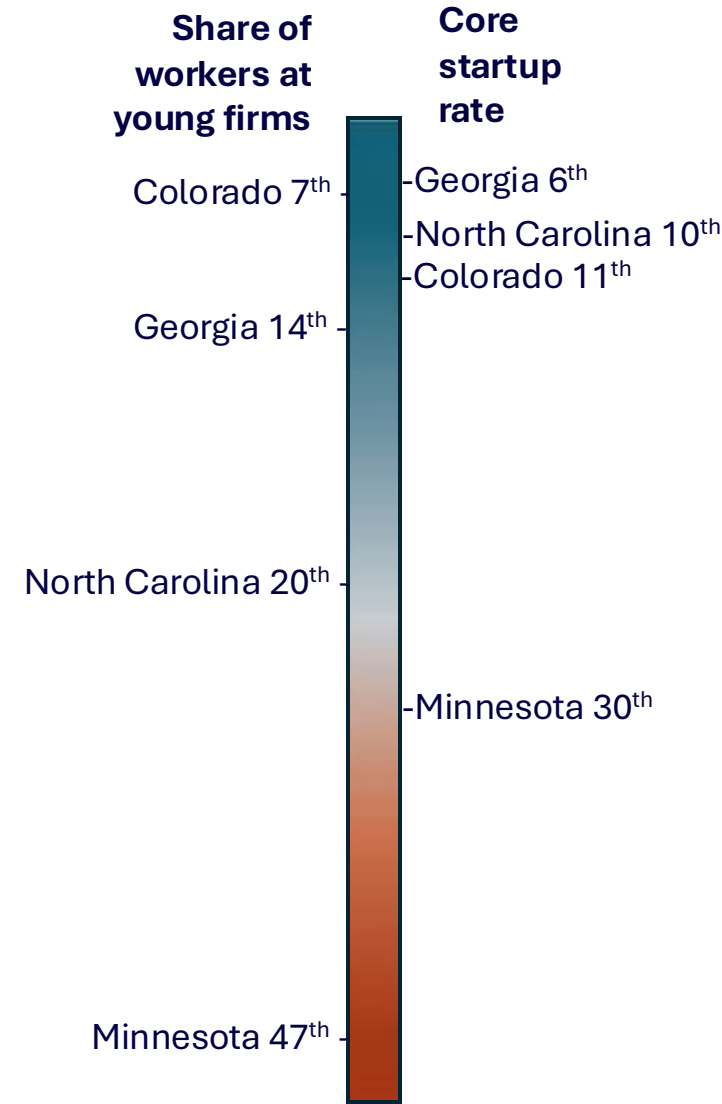 Share of
workers at
young firms
Core
startup
rate
Colorado 7th -
-Georgia 6th
-North Carolina 10th
-Colorado 11th
Georgia 14th -
North Carolina 20th -
-Minnesota 30th
Minnesota 47th -